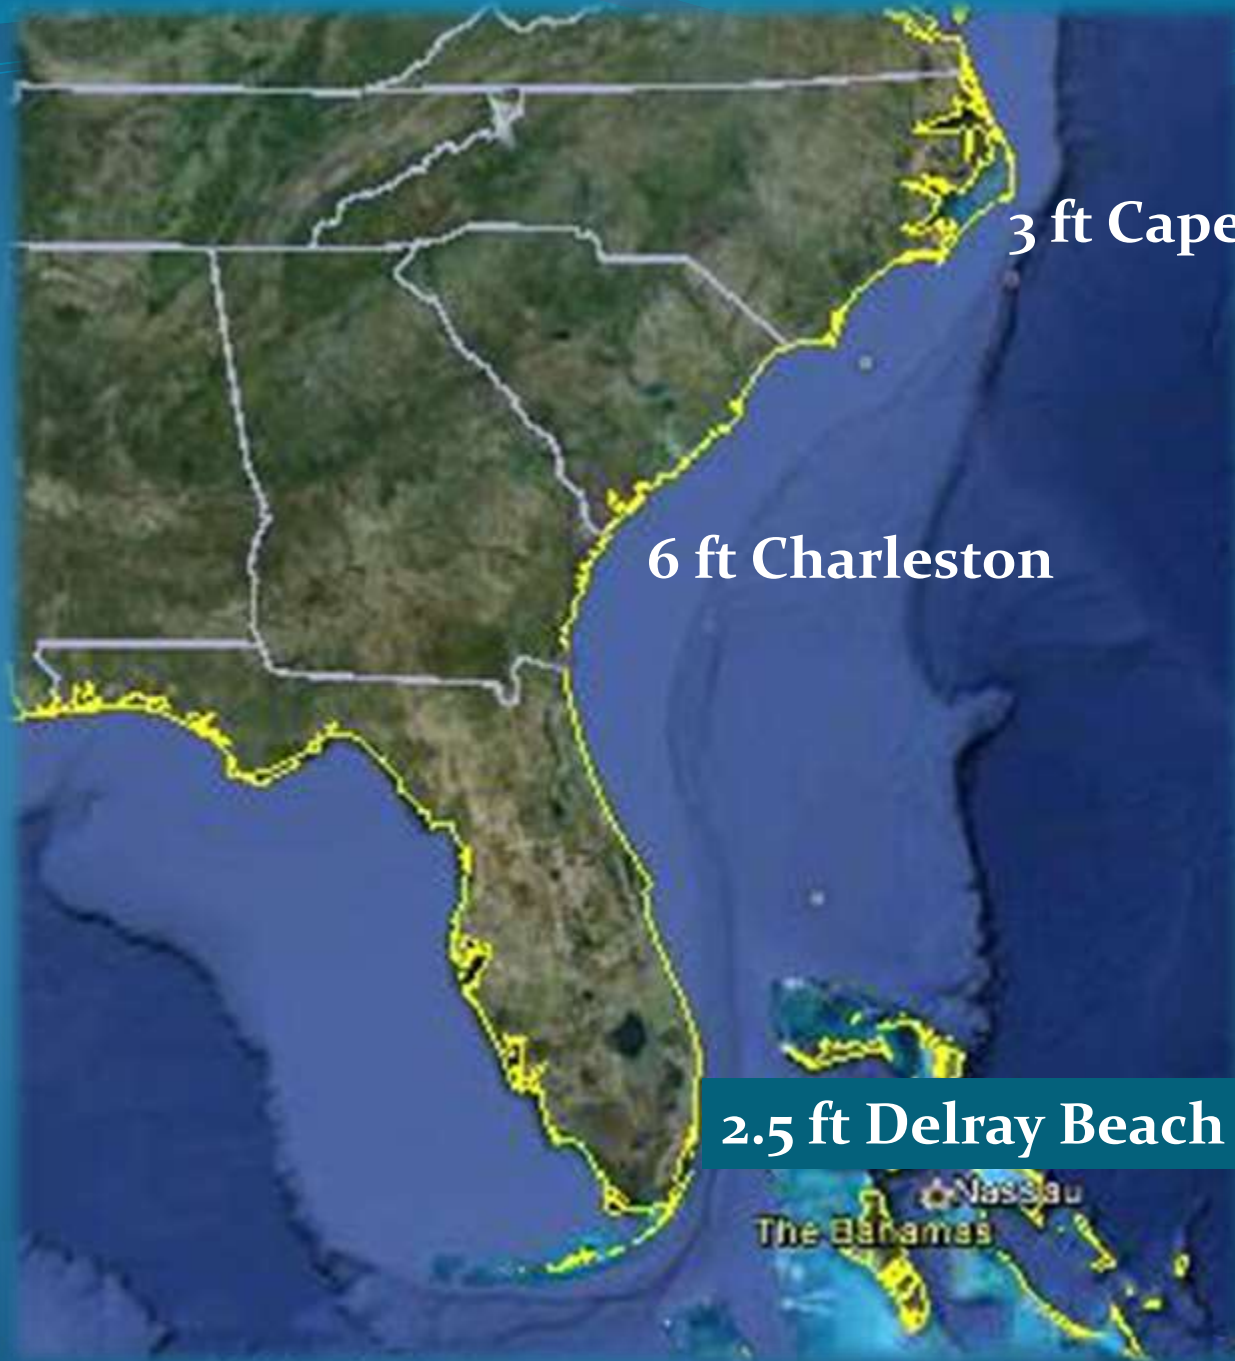 3 ft Cape
6 ft Charleston
2.5 ft Delray Beach
Nassau
The Bahamas